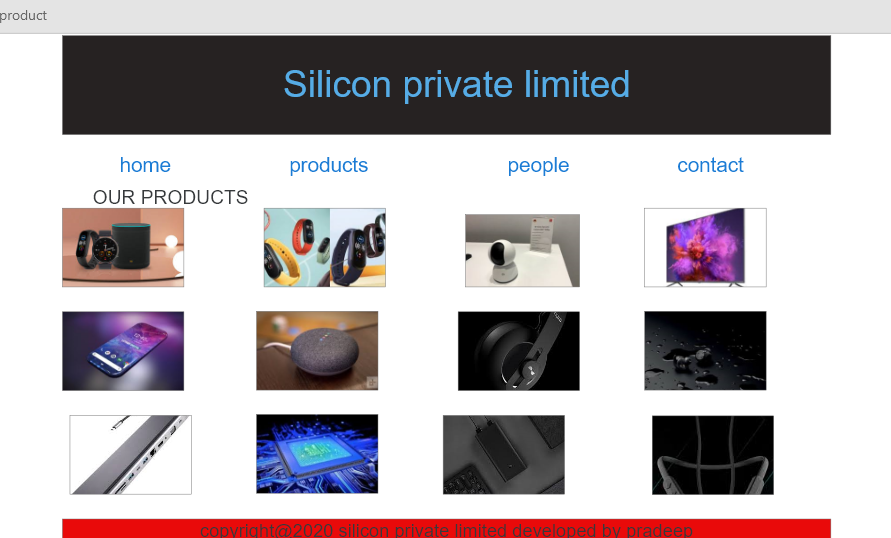 product
Silicon private limited
home products people contact
OUR PRODUCTS
copyright@2020 silicon private limited developed by pradeep